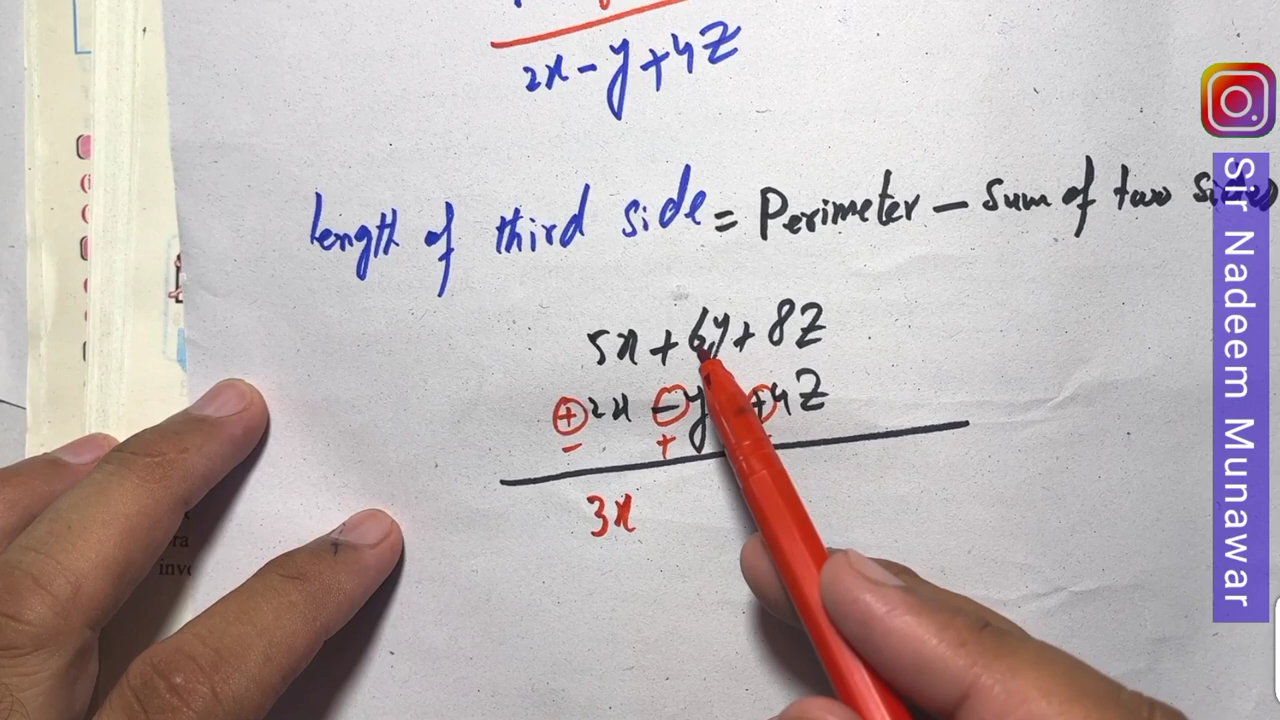 2x - y + 4Z
length of third side = Perimeter - Sum of two sides
5x + 6y + 8Z
+ 2x - y + 4Z
- +
3x
Sir Nadeem Munawar
inv